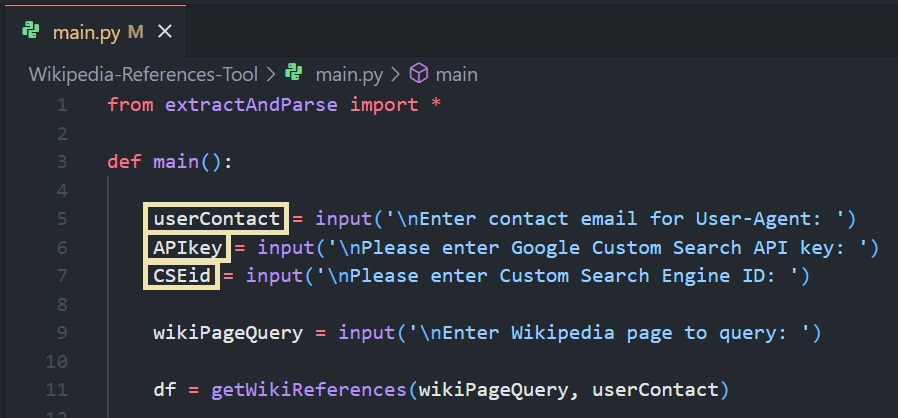 main.py M
Wikipedia-References-Tool > main.py > main
1 from extractAndParse import *
2
3 def main():
4
5 userContact = input('\nEnter contact email for User-Agent: ')
6 APIkey = input('\nPlease enter Google Custom Search API key: ')
7 CSEid = input('\nPlease enter Custom Search Engine ID: ')
8
9 wikiPageQuery = input('\nEnter Wikipedia page to query: ')
10
11 df = getWikiReferences(wikiPageQuery, userContact)
12